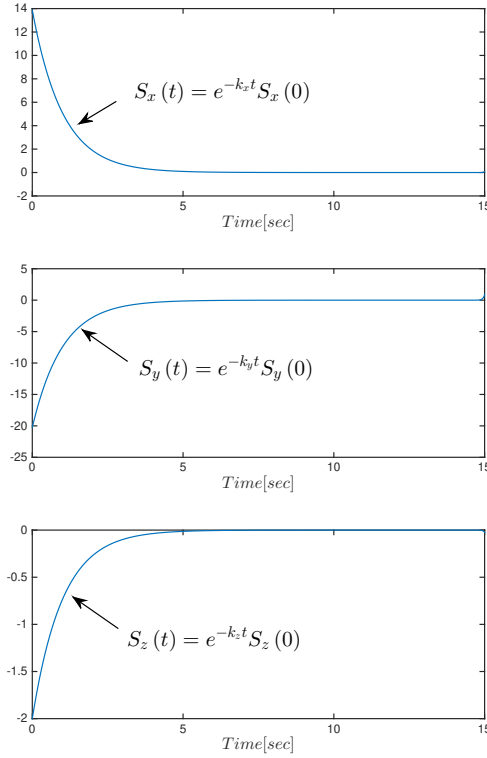 14
12
10
8
6
4
2
0
-2
S_x (t) = e^{-k_x t} S_x (0)
0 5 10 15
Time[sec]
5
0
-5
-10
-15
-20
-25
S_y (t) = e^{-k_y t} S_y (0)
0 5 10 15
Time[sec]
0
-0.5
-1
-1.5
-2
S_z (t) = e^{-k_z t} S_z (0)
0 5 10 15
Time[sec]